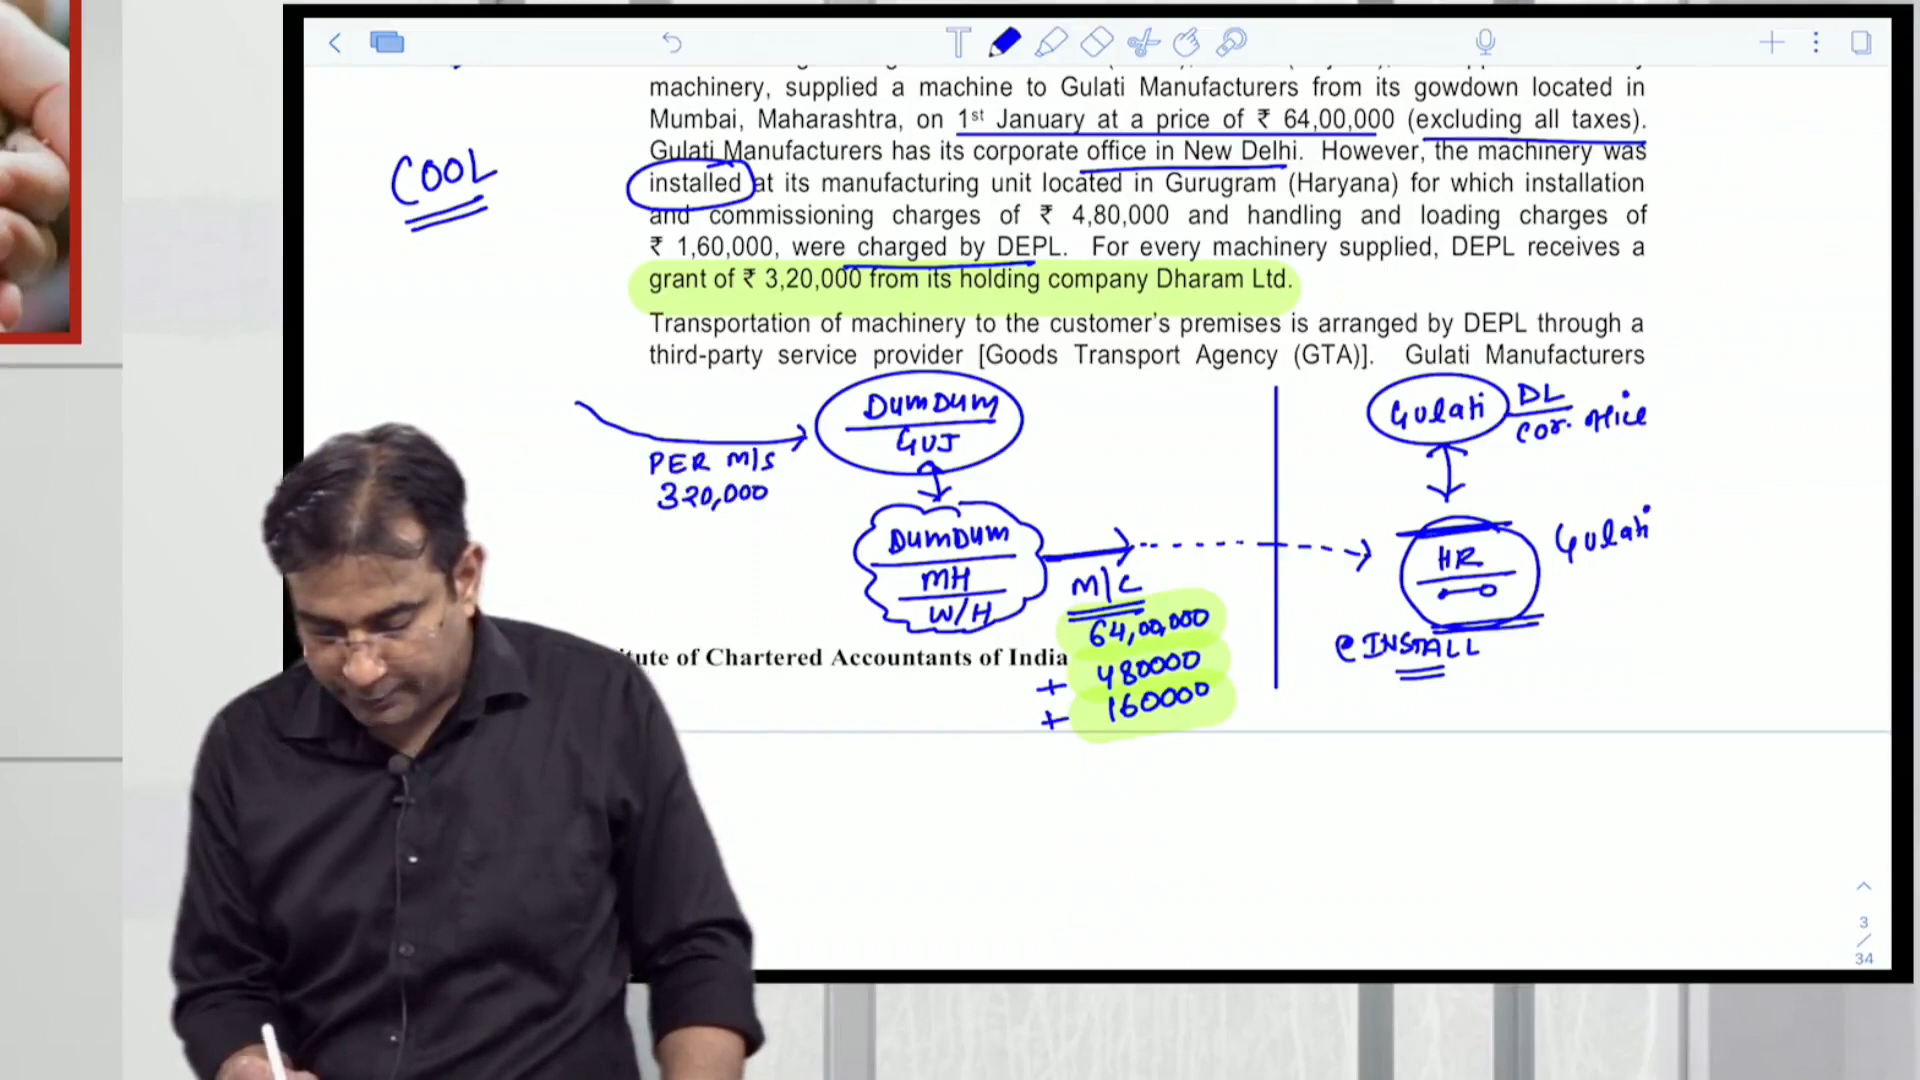 machinery, supplied a machine to Gulati Manufacturers from its gowdown located in
Mumbai, Maharashtra, on 1st January at a price of ₹ 64,00,000 (excluding all taxes).
Gulati Manufacturers has its corporate office in New Delhi. However, the machinery was
installed at its manufacturing unit located in Gurugram (Haryana) for which installation
and commissioning charges of ₹ 4,80,000 and handling and loading charges of
₹ 1,60,000, were charged by DEPL. For every machinery supplied, DEPL receives a
grant of ₹ 3,20,000 from its holding company Dharam Ltd.
Transportation of machinery to the customer's premises is arranged by DEPL through a
third-party service provider [Goods Transport Agency (GTA)]. Gulati Manufacturers
COOL
DUMDUM
GUJ
PER M/S
320,000
DUMDUM
MH
W/H
M/C
64,00,000
+ 480000
+ 160000
Gulati DL
Cor. office
HR
Gulati
@ INSTALL
tute of Chartered Accountants of India
3
/
34